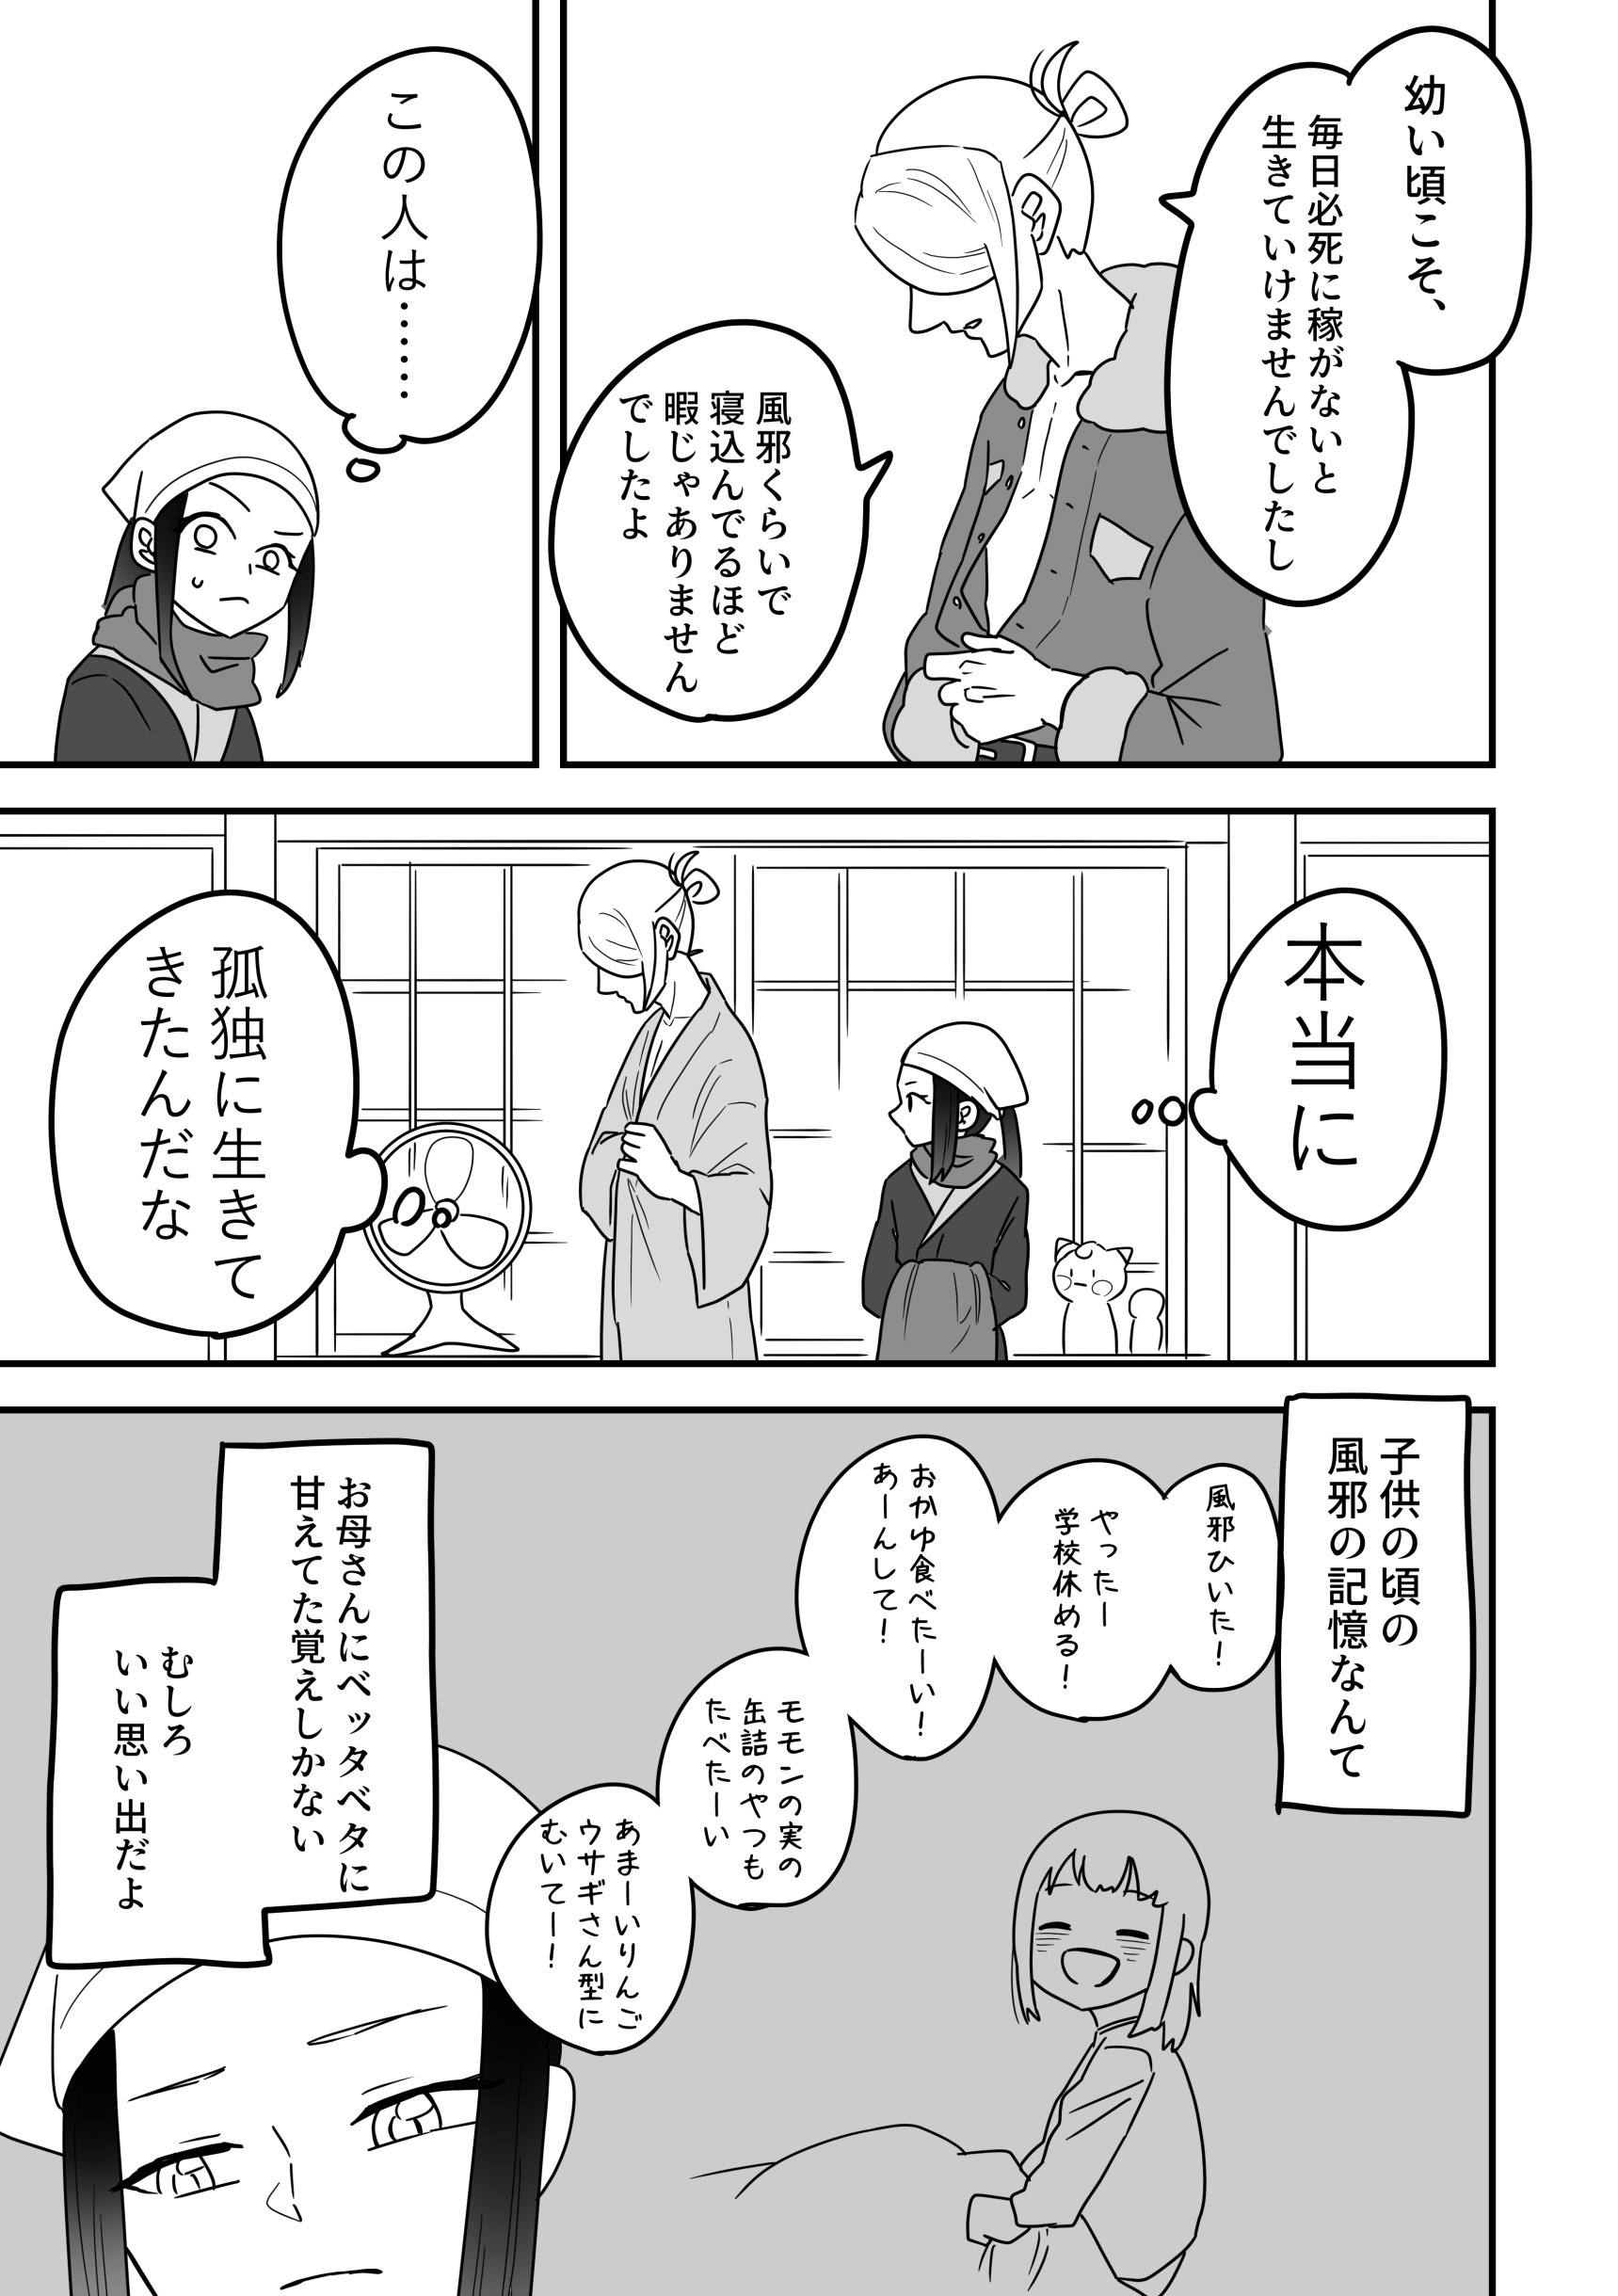 幼い頃こそ、
毎日必死に稼がないと
生きていけませんでしたし
風邪くらいで
寝込んでるほど
暇じゃありません
でしたよ
この人は………
本当に
孤独に生きて
きたんだな
子供の頃の
風邪の記憶なんて
風邪ひいた！
やったー
学校休める！
おかゆ食べたーい！
あーんして！
モモンの実の
缶詰のやつも
たべたーい
あまーいりんご
ウサギさん型に
むいてー！
お母さんにベッタベタに
甘えてた覚えしかない
むしろ
いい思い出だよ